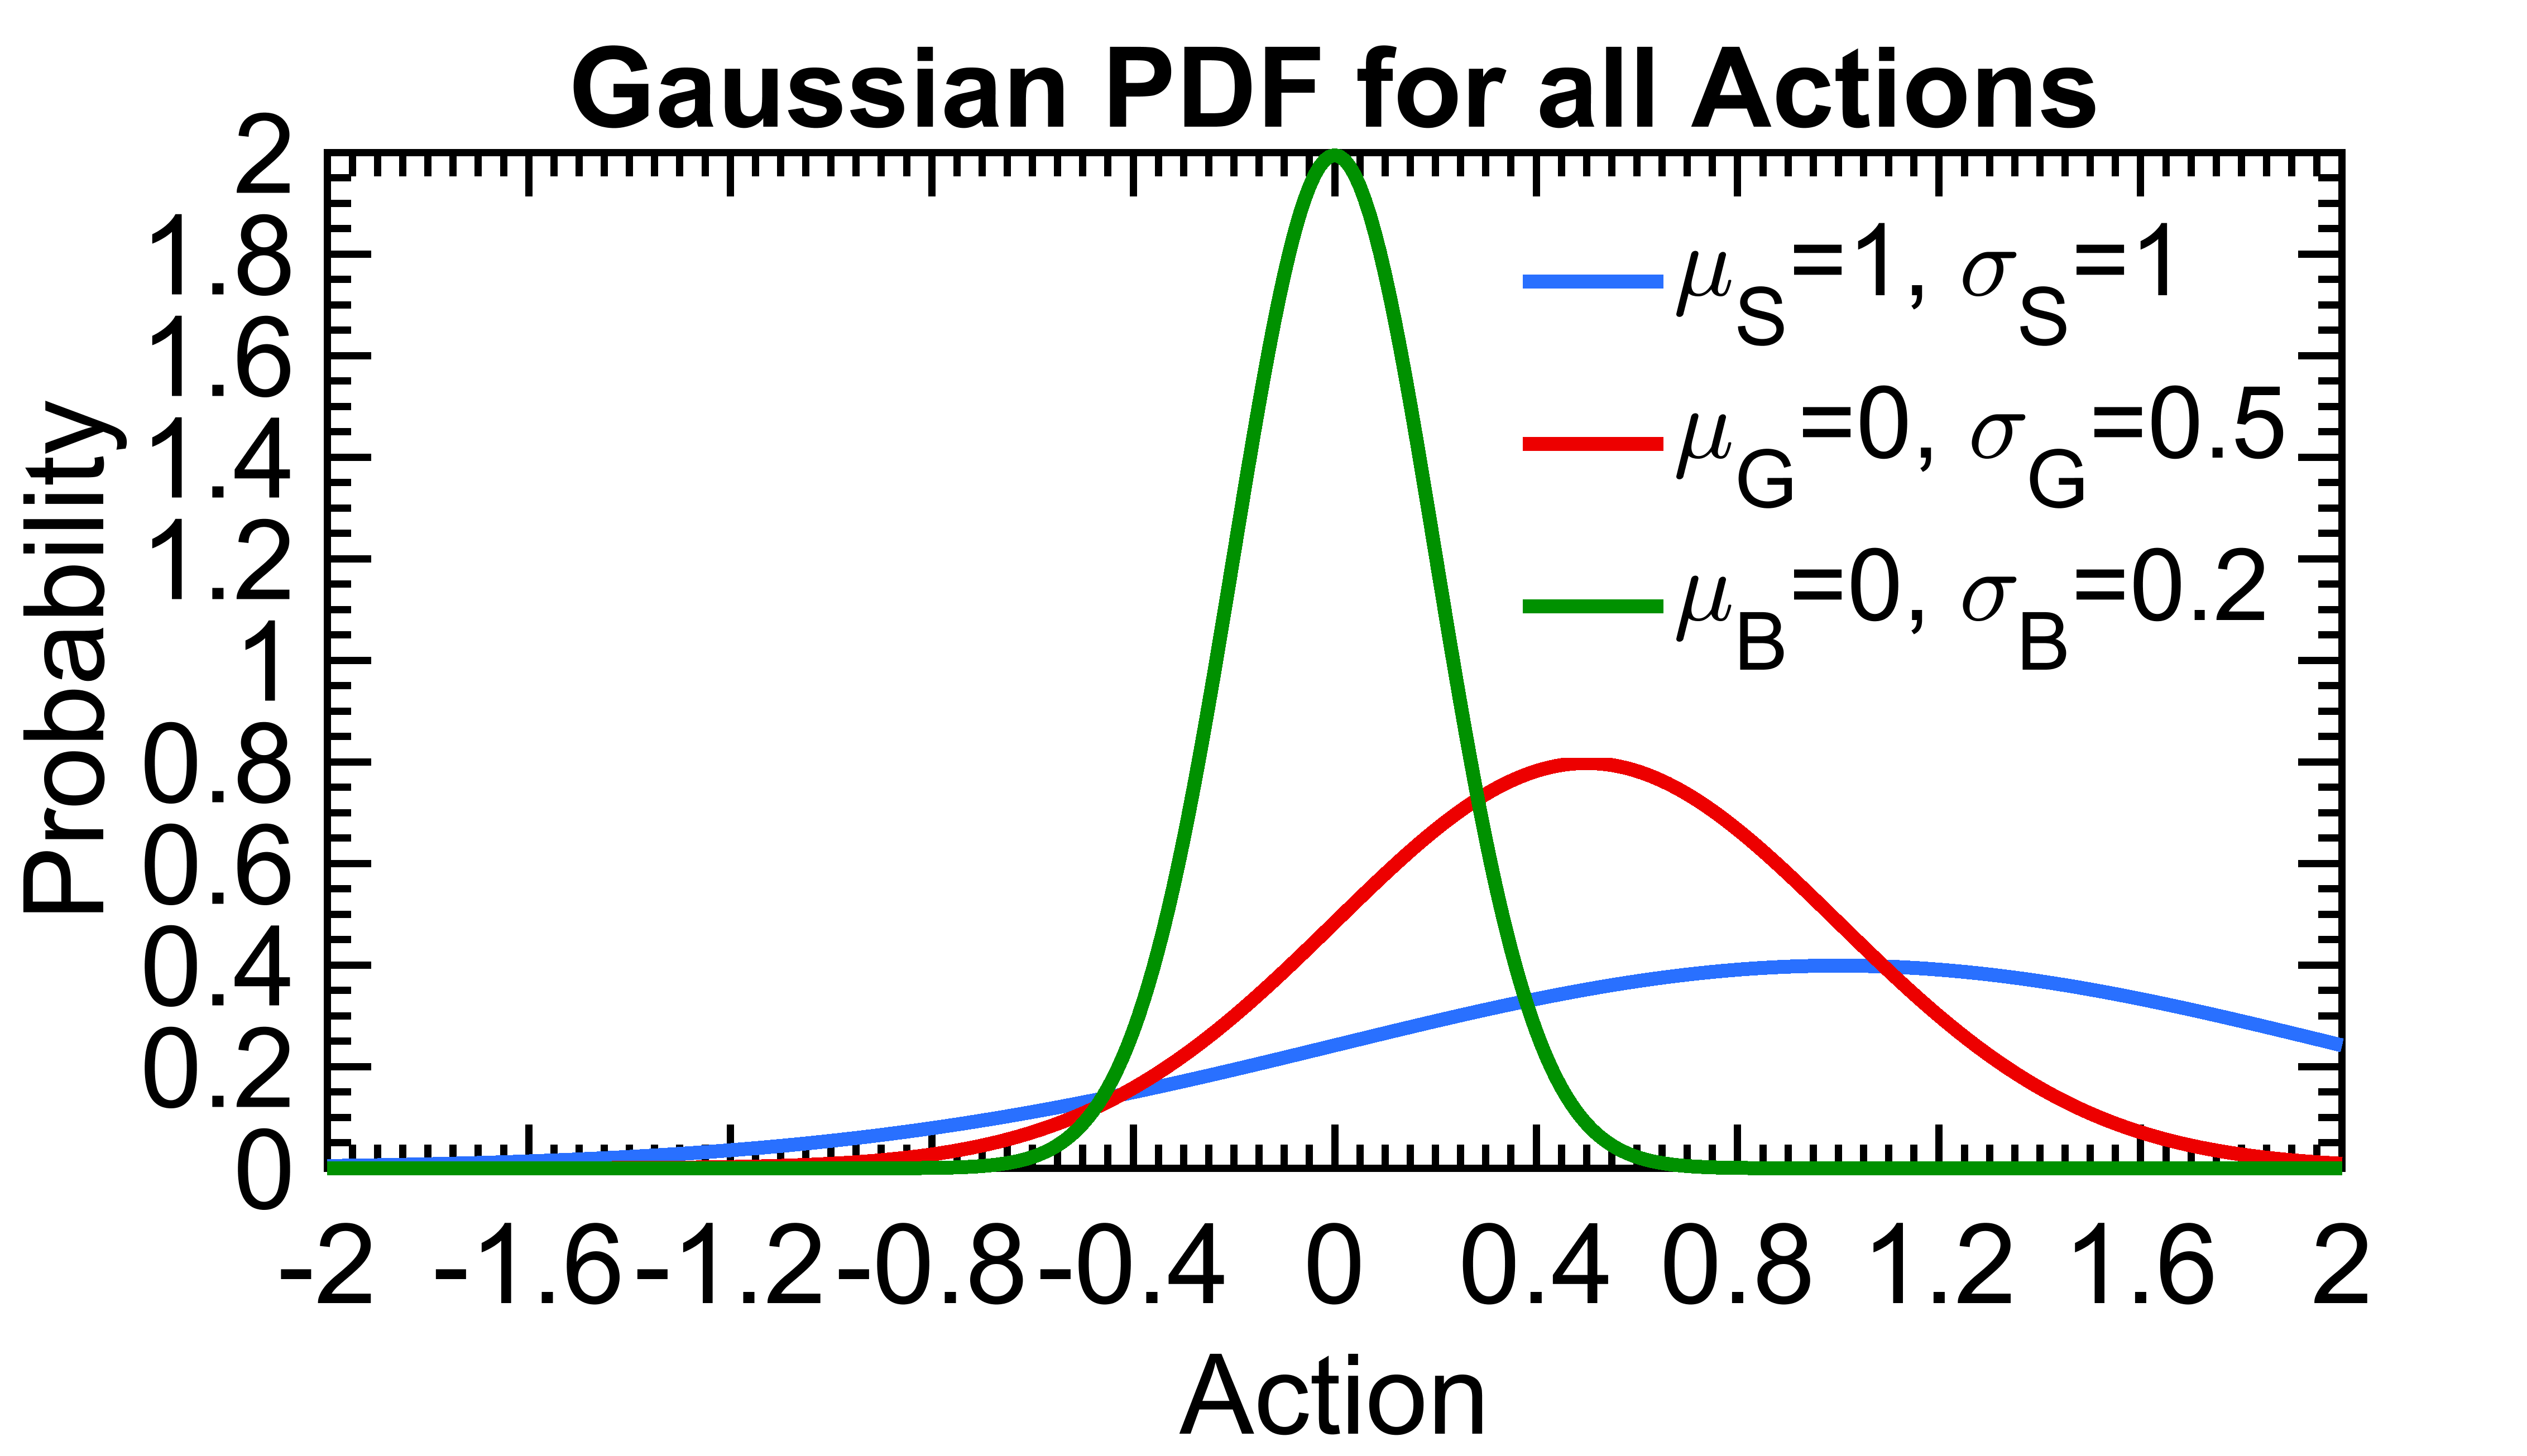 Gaussian PDF for all Actions
Probability
2
1.8
1.6
1.4
1.2
1
0.8
0.6
0.4
0.2
0
μS=1, σS=1
μG=0, σG=0.5
μB=0, σB=0.2
-2 -1.6 -1.2 -0.8 -0.4 0 0.4 0.8 1.2 1.6 2
Action